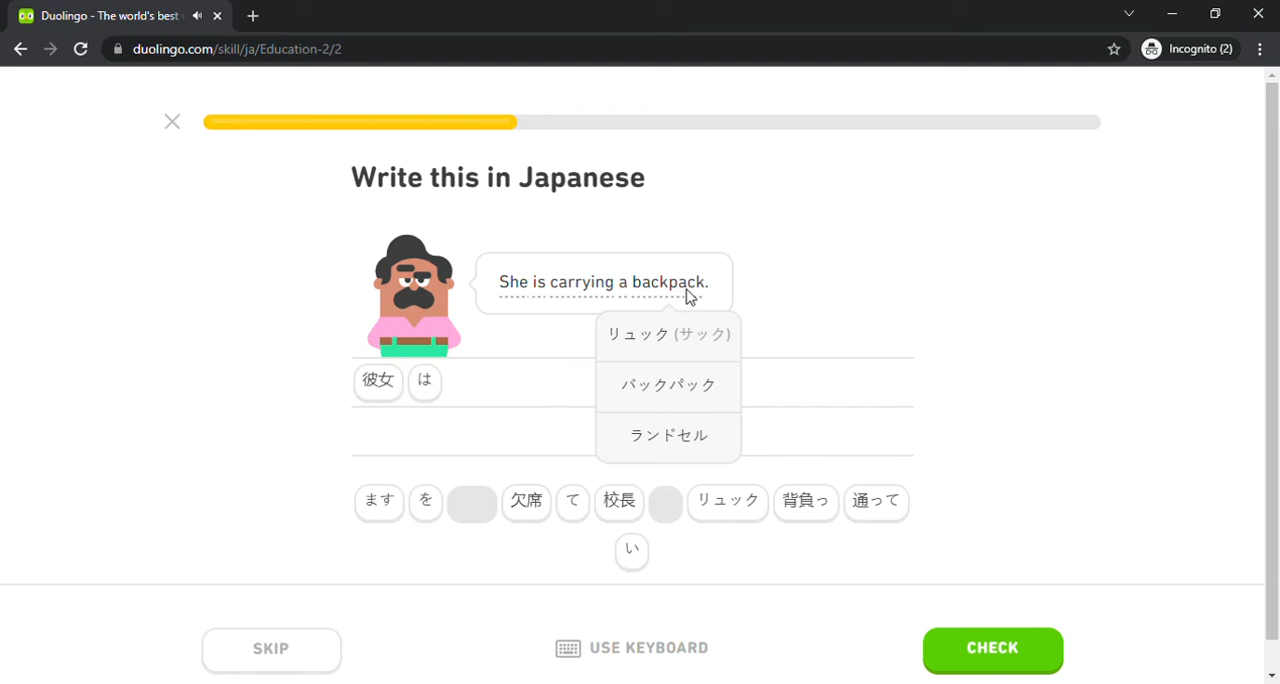 Duolingo - The world's best
duolingo.com/skill/ja/Education-2/2
Incognito (2)
Write this in Japanese
She is carrying a backpack.
リュック (サック)
バックパック
ランドセル
彼女 は
ます を 欠席 て 校長 リュック 背負っ 通って
い
SKIP
USE KEYBOARD
CHECK